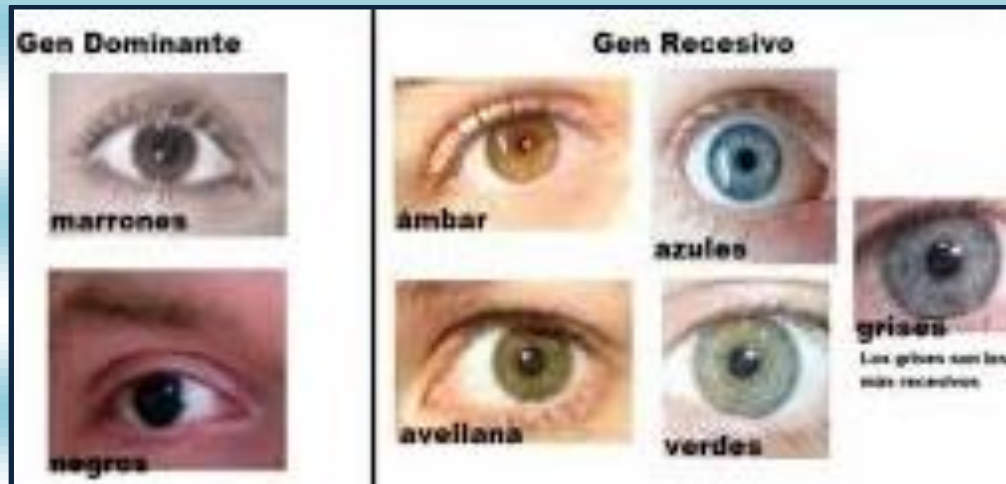 Gen Dominante
marrones
negros
Gen Recesivo
ámbar
azules
avellana
verdes
grises
Los grises son los
más recesivos